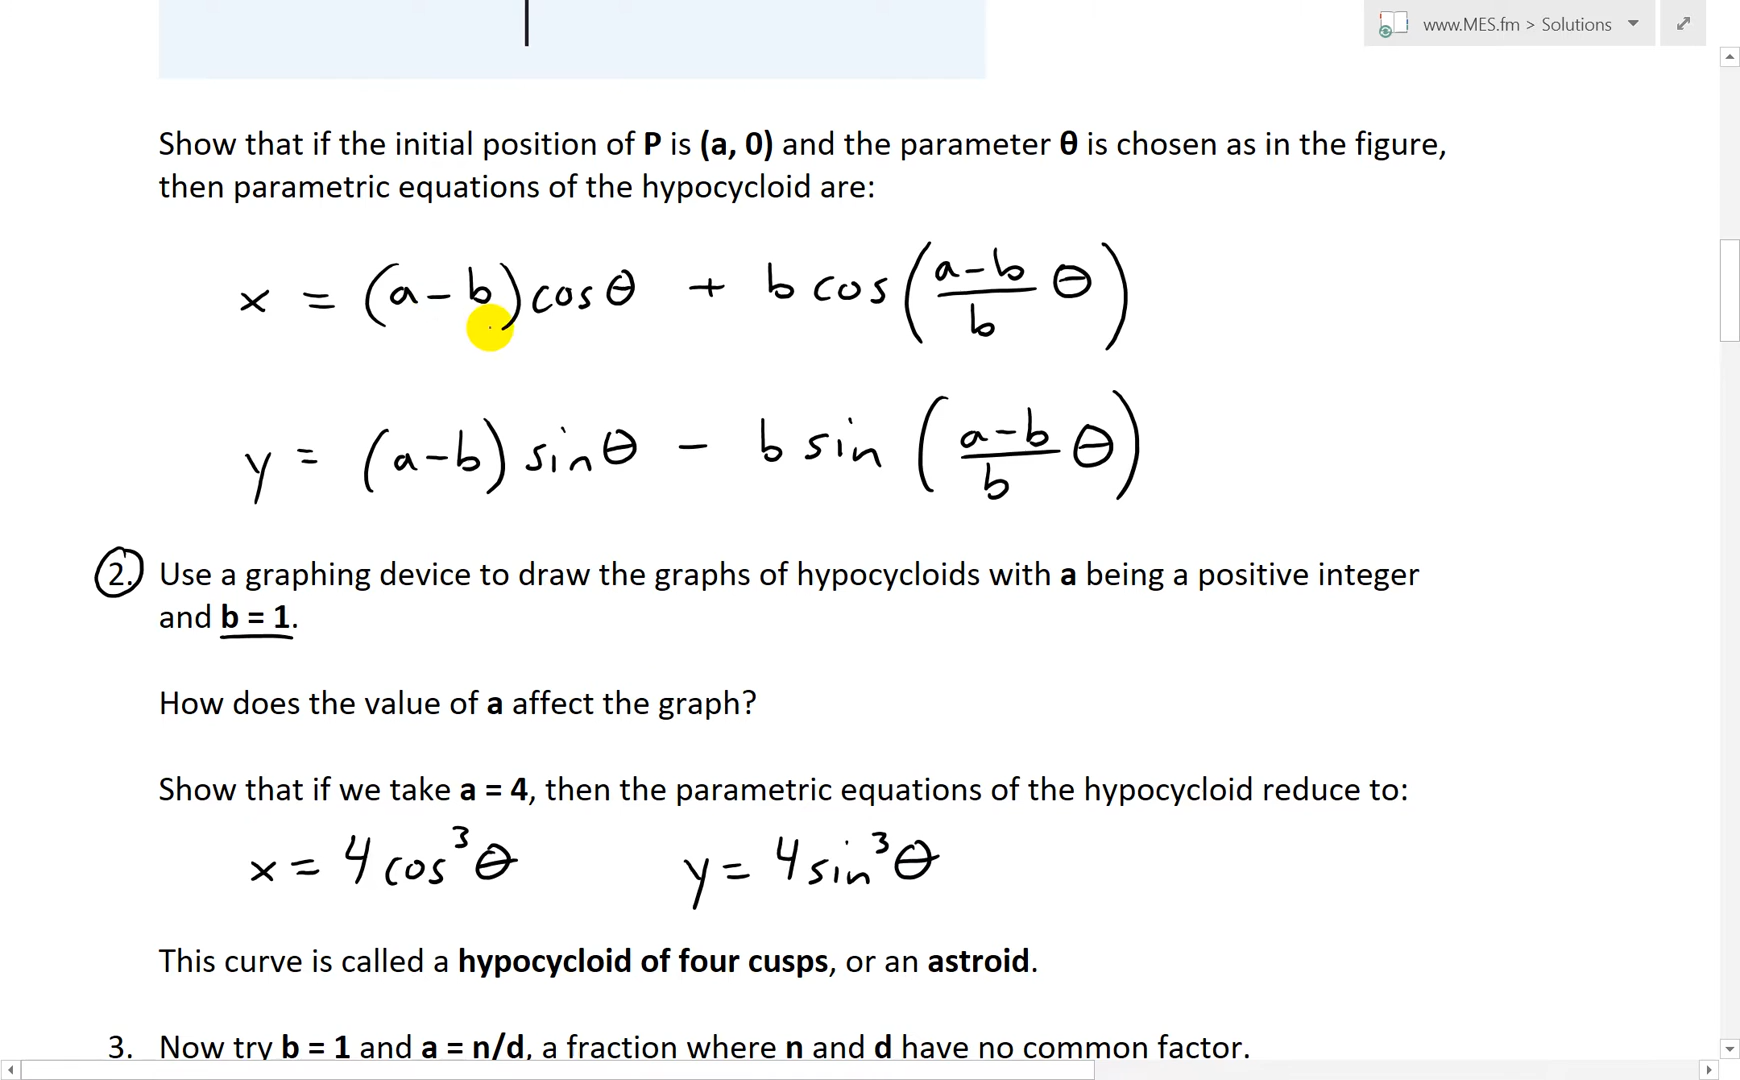 www.MES.fm > Solutions
Show that if the initial position of P is (a, 0) and the parameter θ is chosen as in the figure,
then parametric equations of the hypocycloid are:
x = (a-b)cosθ + b cos((a-b)/b θ)
y = (a-b) sinθ - b sin((a-b)/b θ)
2. Use a graphing device to draw the graphs of hypocycloids with a being a positive integer
and b = 1.
How does the value of a affect the graph?
Show that if we take a = 4, then the parametric equations of the hypocycloid reduce to:
x = 4 cos³θ y = 4 sin³θ
This curve is called a hypocycloid of four cusps, or an astroid.
3. Now try b = 1 and a = n/d, a fraction where n and d have no common factor.